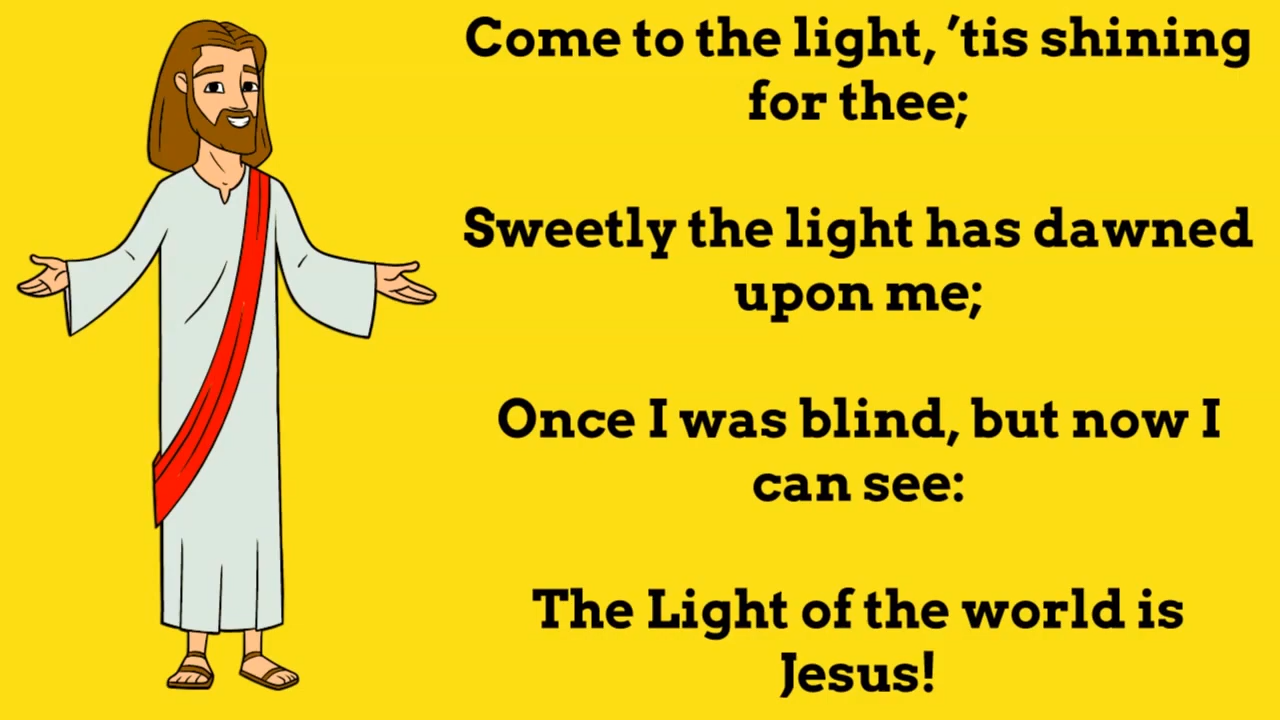 Come to the light, ’tis shining
for thee;
Sweetly the light has dawned
upon me;
Once I was blind, but now I
can see:
The Light of the world is
Jesus!